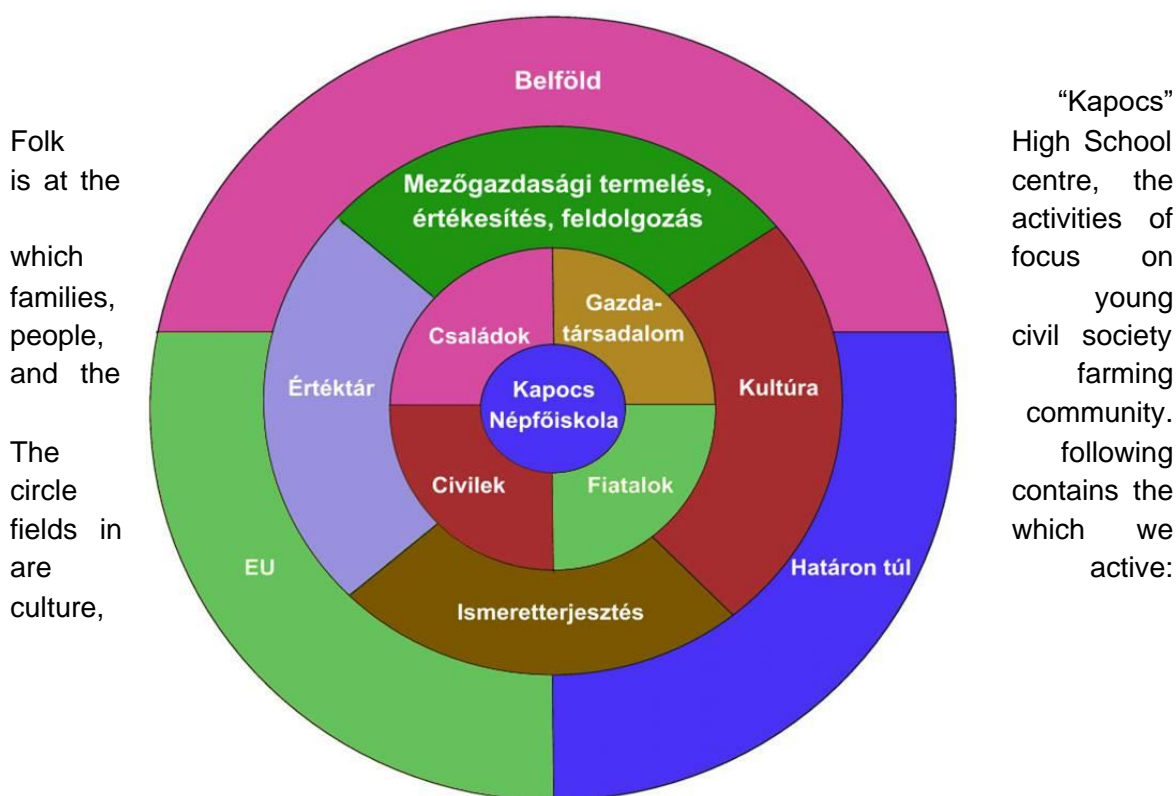 “Kapocs”
Folk High School
is at the centre, the
activities of
which focus on
families, young
people, civil society
and the farming
community.
The following
circle contains the
fields in which we
are active:
culture,
Belföld
Mezőgazdasági termelés,
értékesítés, feldolgozás
Családok
Gazda-
társadalom
Értéktár
Kapocs
Népfőiskola
Kultúra
Civilek
Fiatalok
EU
Határon túl
Ismeretterjesztés